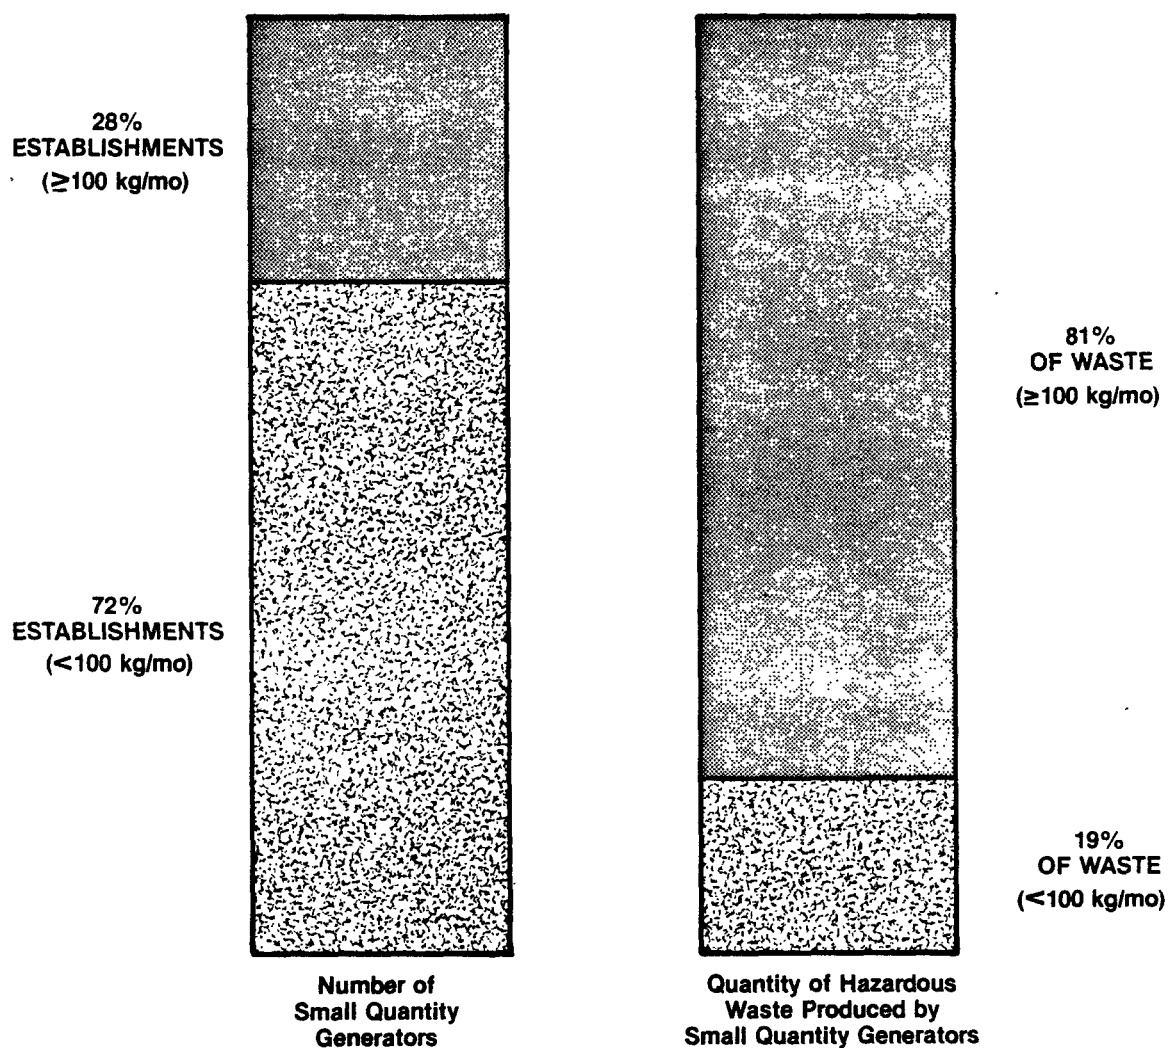 28%
ESTABLISHMENTS
(≥100 kg/mo)
72%
ESTABLISHMENTS
(<100 kg/mo)
81%
OF WASTE
(≥100 kg/mo)
19%
OF WASTE
(<100 kg/mo)
Number of
Small Quantity
Generators
Quantity of Hazardous
Waste Produced by
Small Quantity Generators